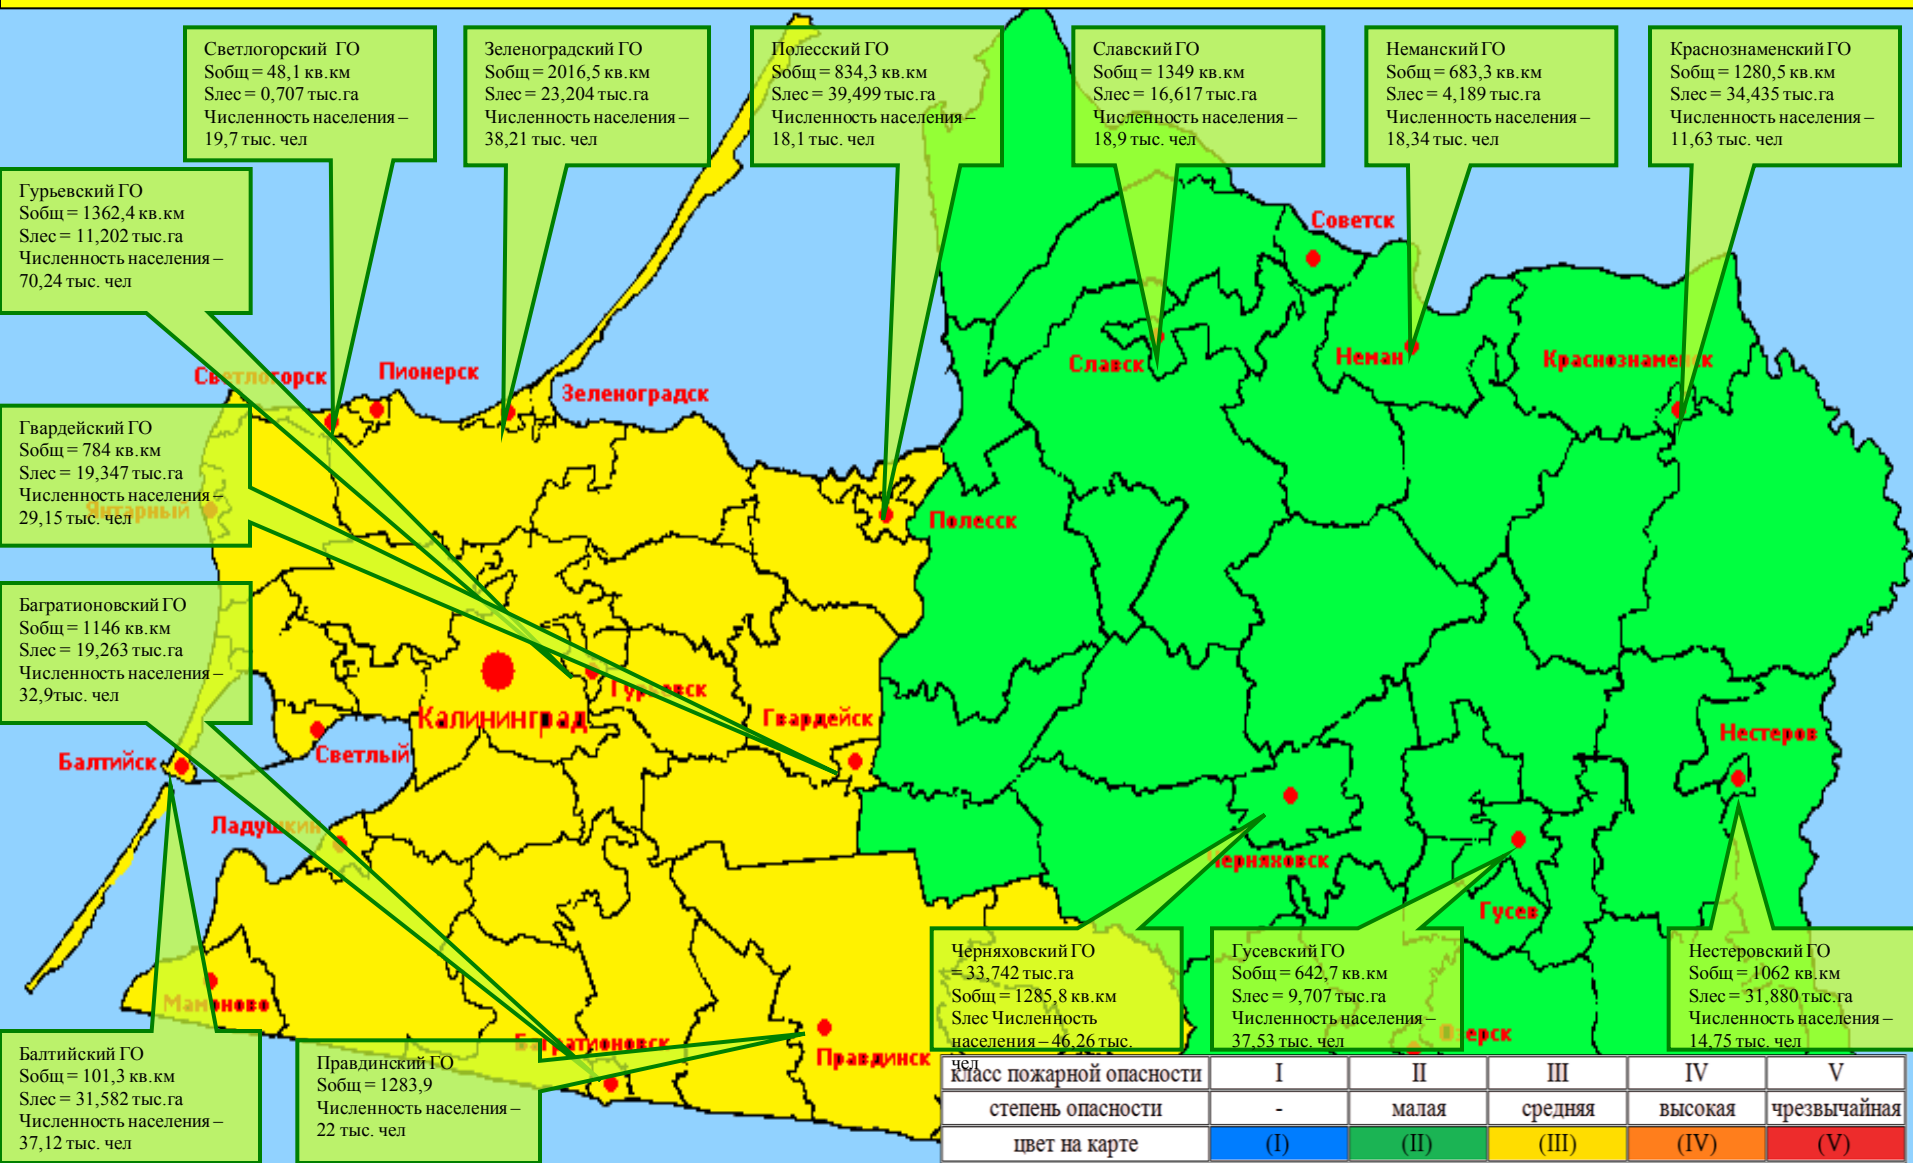 Светлогорский ГО
Sобщ = 48,1 кв.км
Sлес = 0,707 тыс.га
Численность населения –
19,7 тыс. чел
Зеленоградский ГО
Sобщ = 2016,5 кв.км
Sлес = 23,204 тыс.га
Численность населения –
38,21 тыс. чел
Полесский ГО
Sобщ = 834,3 кв.км
Sлес = 39,499 тыс.га
Численность населения –
18,1 тыс. чел
Славский ГО
Sобщ = 1349 кв.км
Sлес = 16,617 тыс.га
Численность населения –
18,9 тыс. чел
Неманский ГО
Sобщ = 683,3 кв.км
Sлес = 4,189 тыс.га
Численность населения –
18,34 тыс. чел
Краснознаменский ГО
Sобщ = 1280,5 кв.км
Sлес = 34,435 тыс.га
Численность населения –
11,63 тыс. чел
Гурьевский ГО
Sобщ = 1362,4 кв.км
Sлес = 11,202 тыс.га
Численность населения –
70,24 тыс. чел
Советск
Светлогорск
Пионерск
Зеленоградск
Славск
Неман
Краснознаменск
Гвардейский ГО
Sобщ = 784 кв.км
Sлес = 19,347 тыс.га
Численность населения –
29,15 тыс. чел
Янтарный
Полесск
Багратионовский ГО
Sобщ = 1146 кв.км
Sлес = 19,263 тыс.га
Численность населения –
32,9тыс. чел
Гурьевск
Калининград
Гвардейск
Нестеров
Балтийск
Светлый
Ладушкин
Черняховск
Гусев
Мамоново
Багратионовск
Правдинск
Озерск
Черняховский ГО
= 33,742 тыс.га
Sобщ = 1285,8 кв.км
Sлес Численность
населения – 46,26 тыс.
чел
Гусевский ГО
Sобщ = 642,7 кв.км
Sлес = 9,707 тыс.га
Численность населения –
37,53 тыс. чел
Нестеровский ГО
Sобщ = 1062 кв.км
Sлес = 31,880 тыс.га
Численность населения –
14,75 тыс. чел
Балтийский ГО
Sобщ = 101,3 кв.км
Sлес = 31,582 тыс.га
Численность населения –
37,12 тыс. чел
Правдинский ГО
Sобщ = 1283,9
Численность населения –
22 тыс. чел
класс пожарной опасности I II III IV V
степень опасности - малая средняя высокая чрезвычайная
цвет на карте (I) (II) (III) (IV) (V)